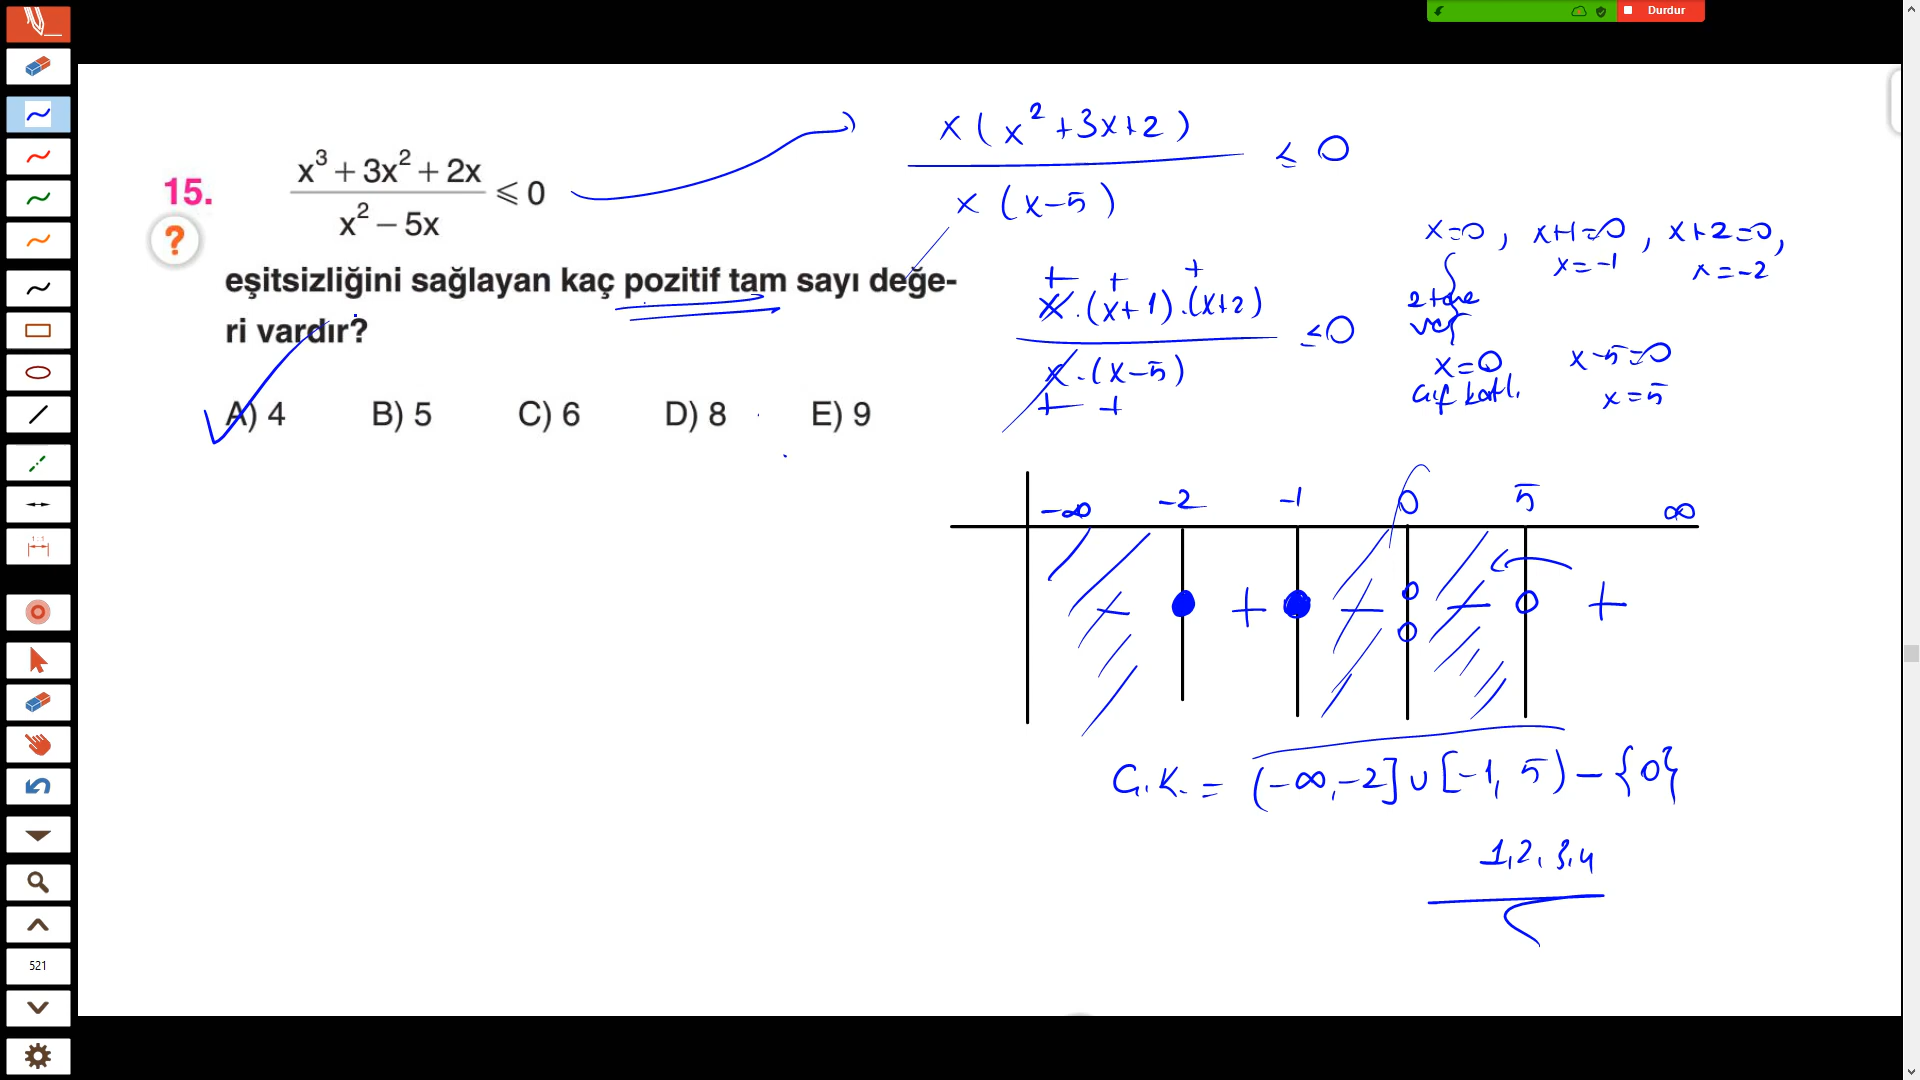 Durdur
15. x³ + 3x² + 2x / x² − 5x ⩽ 0
eşitsizliğini sağlayan kaç pozitif tam sayı değe-
ri vardır?
A) 4 B) 5 C) 6 D) 8 E) 9
x(x²+3x+2) / x(x-5) ≤ 0
+ + +
x.(x+1).(x+2) / x.(x-5) ≤0
+ +
x=0, x+1=0, x+2=0,
x=-1 x=-2
2 tane
var
x=0 x-5=0
çift katlı. x=5
-∞ -2 -1 0 5 ∞
- + - - +
Ç.K. = (-∞,-2] ∪ [-1, 5) - {0}
1,2,3,4
521
?
1:1